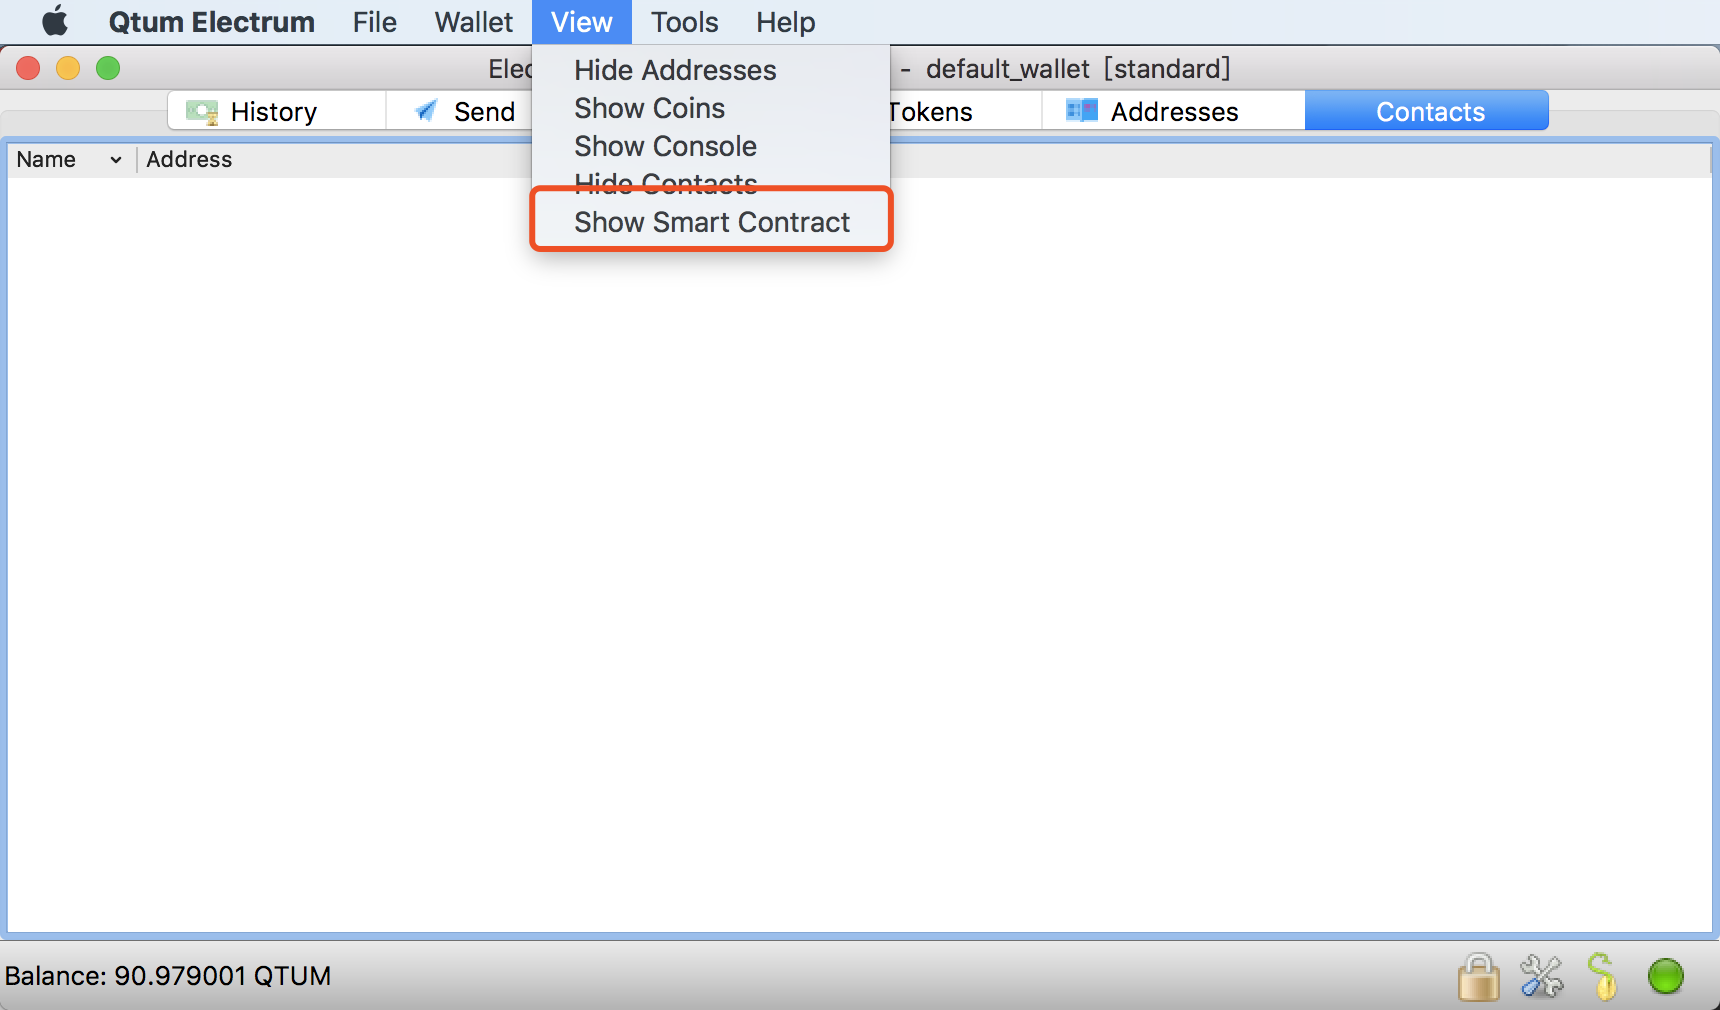 Qtum Electrum File Wallet View Tools Help
Elec - default_wallet [standard]
History Send Tokens Addresses Contacts
Name Address
Hide Addresses
Show Coins
Show Console
Hide Contacts
Show Smart Contract
Balance: 90.979001 QTUM